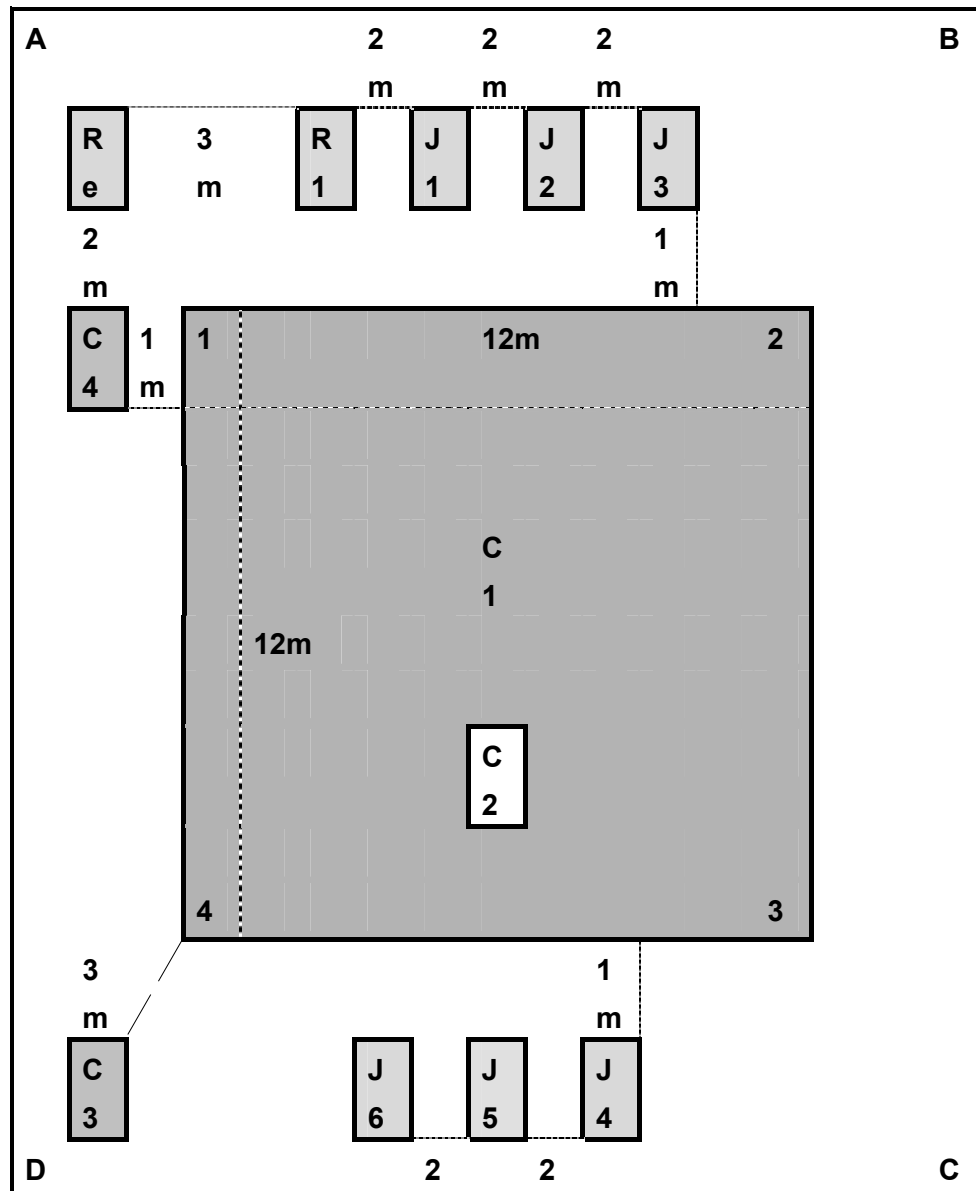 A 2 2 2 B
m m m
R 3 R J J J
e m 1 1 2 3
2 1
m m
C 1 1 12m 2
4 m
C
1
12m
C
2
4 3
3 1
m m
C J J J
3 6 5 4
D 2 2 C